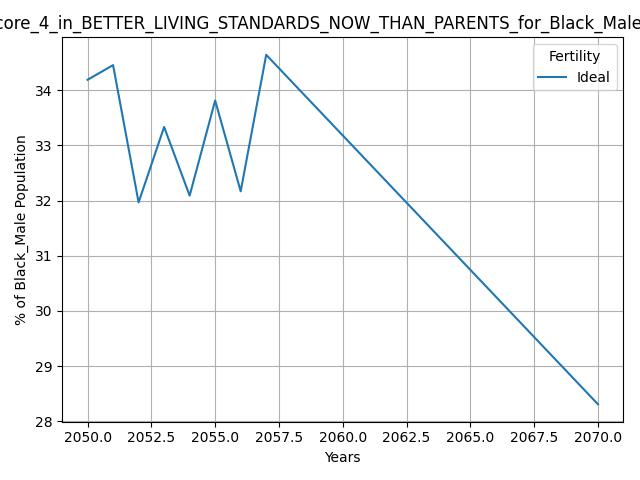 core_4_in_BETTER_LIVING_STANDARDS_NOW_THAN_PARENTS_for_Black_Male
Fertility
Ideal
34
33
32
31
30
29
28
% of Black_Male Population
2050.0 2052.5 2055.0 2057.5 2060.0 2062.5 2065.0 2067.5 2070.0
Years